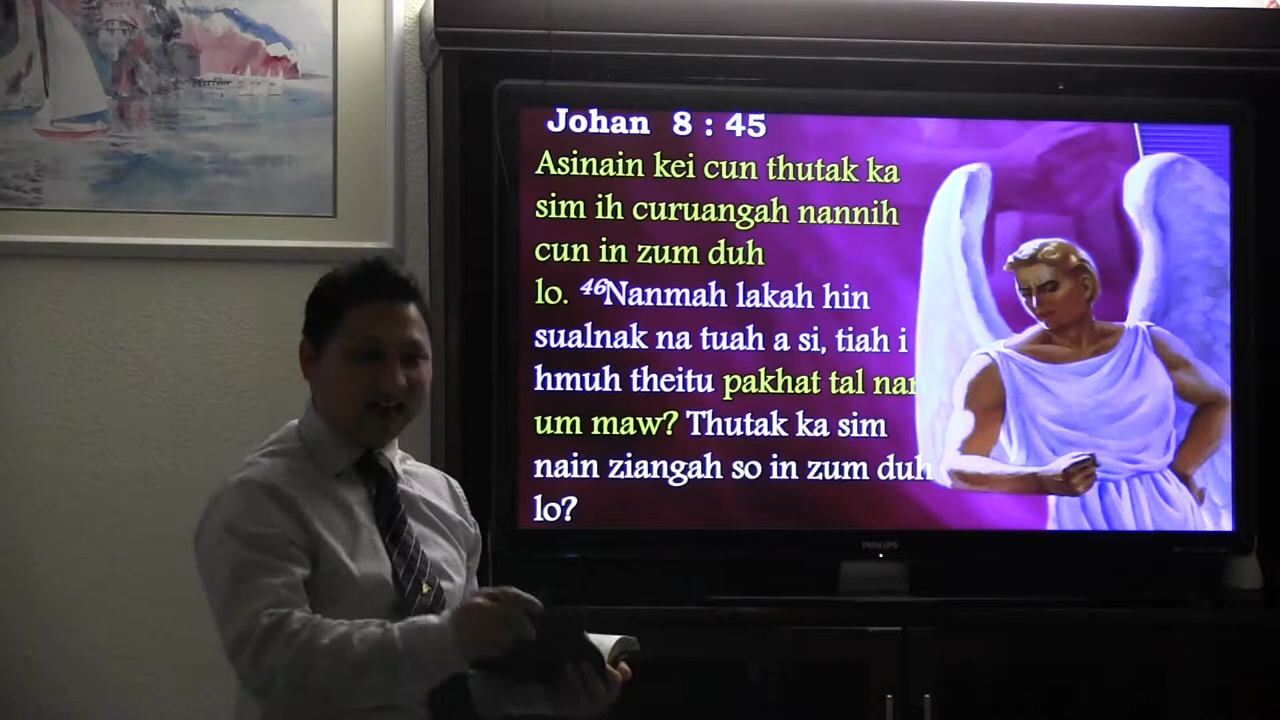 Johan 8 : 45
Asinain kei cun thutak ka
sim ih curuangah nannih
cun in zum duh
lo. ⁴⁶Nanmah lakah hin
sualnak na tuah a si, tiah i
hmuh theitu pakhat tal
um maw? Thutak ka sim
nain ziangah so in zum duh
lo?
PHILIPS